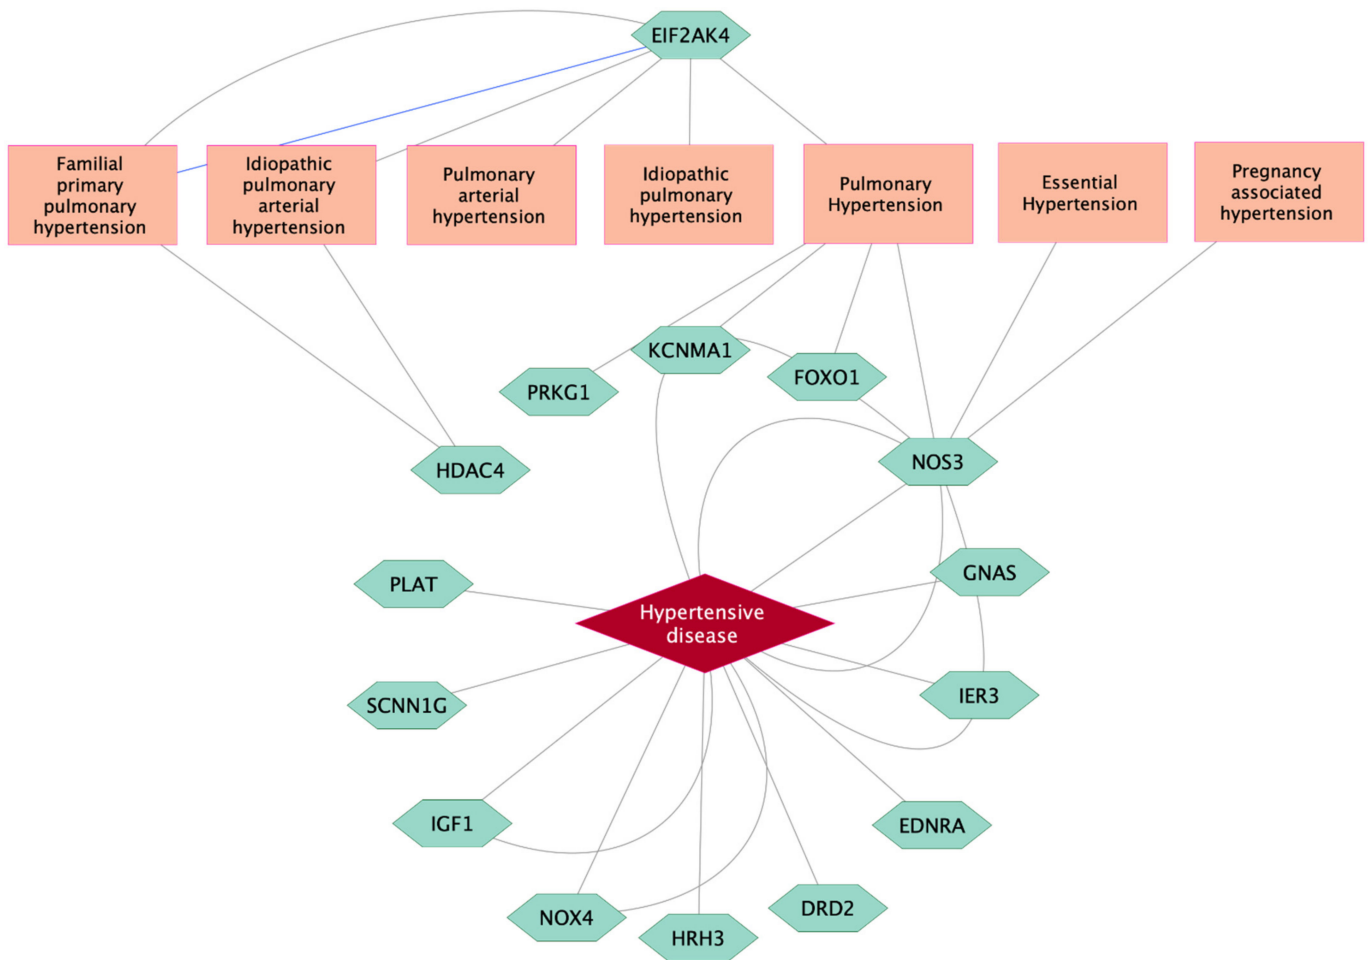 EIF2AK4
Familial
primary
pulmonary
hypertension
Idiopathic
pulmonary
arterial
hypertension
Pulmonary
arterial
hypertension
Idiopathic
pulmonary
hypertension
Pulmonary
Hypertension
Essential
Hypertension
Pregnancy
associated
hypertension
KCNMA1
FOXO1
PRKG1
NOS3
HDAC4
GNAS
PLAT
Hypertensive
disease
IER3
SCNN1G
IGF1
EDNRA
DRD2
NOX4
HRH3